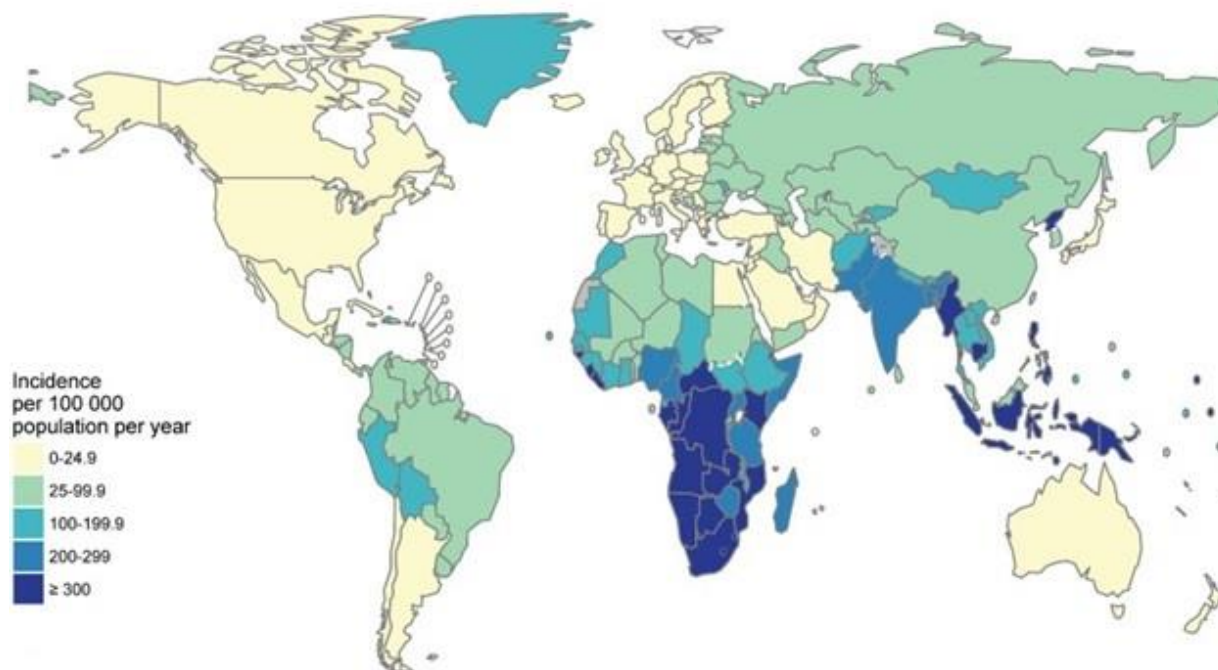 Incidence
per 100 000
population per year
0-24.9
25-99.9
100-199.9
200-299
≥ 300